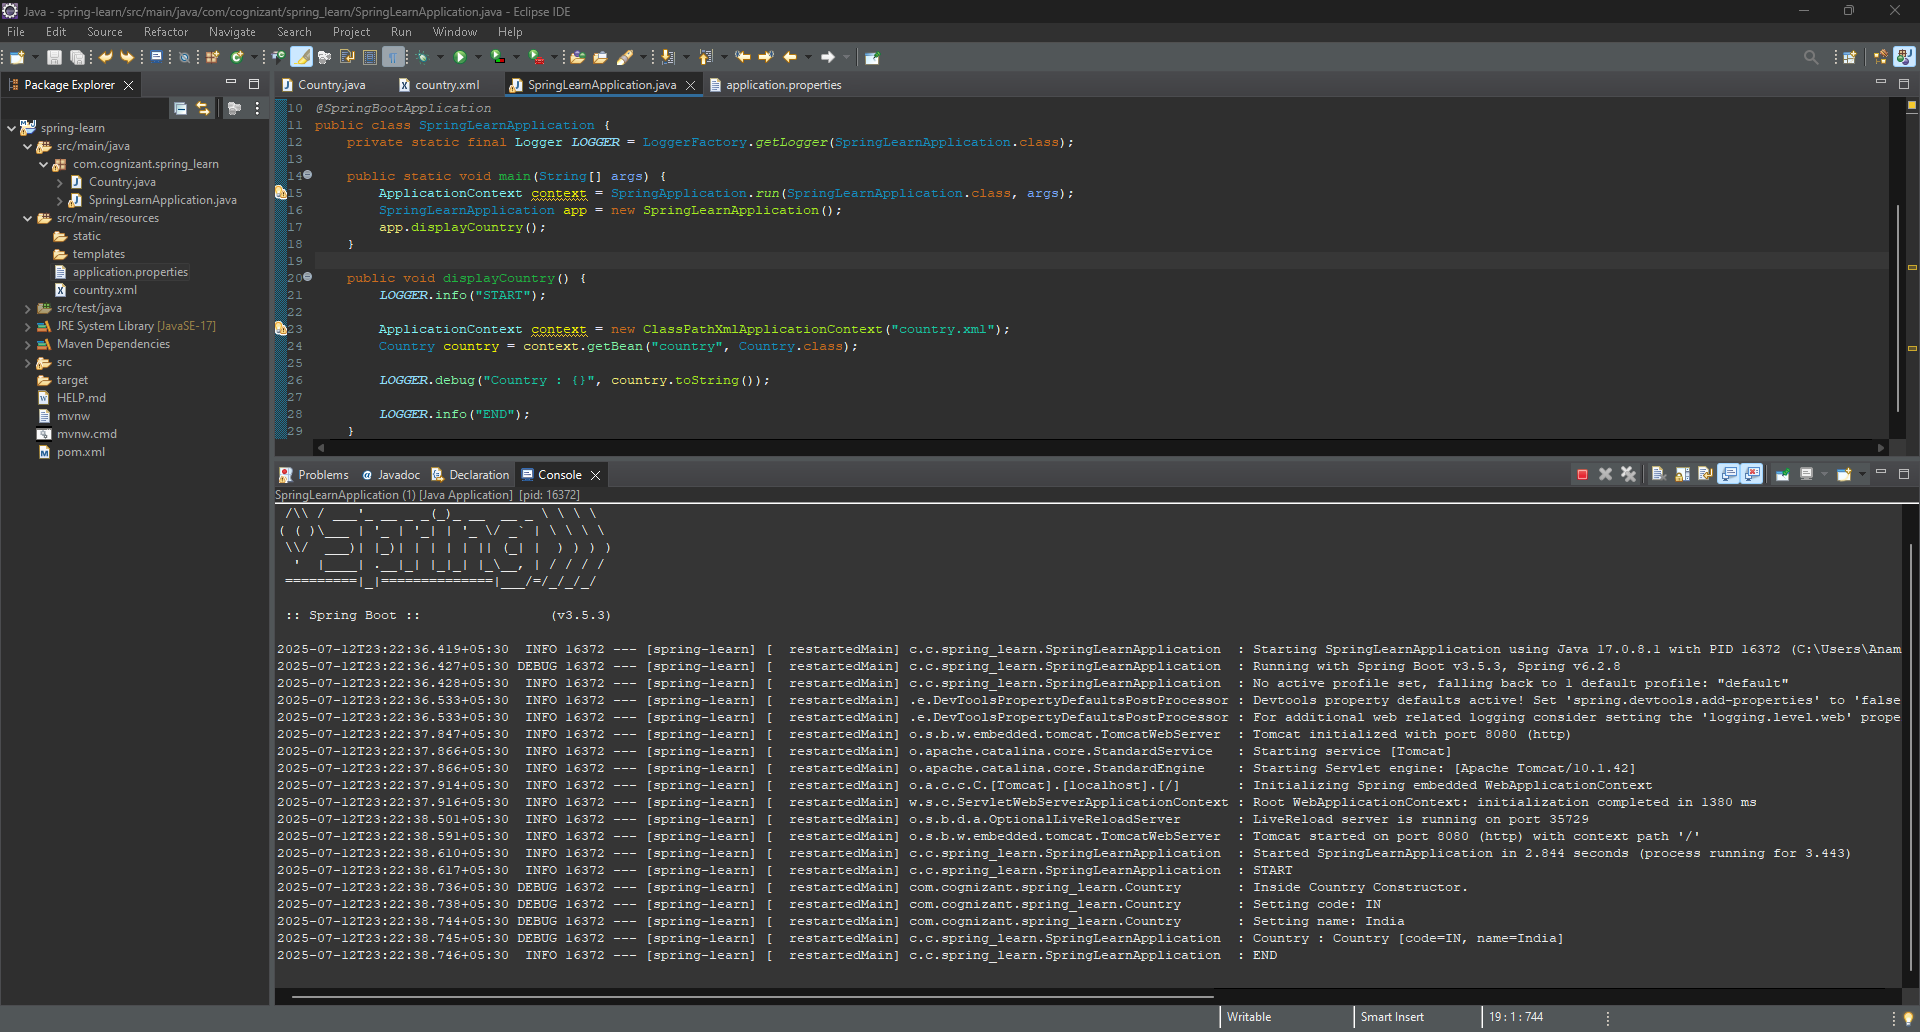 Java - spring-learn/src/main/java/com/cognizant/spring_learn/SpringLearnApplication.java - Eclipse IDE
File Edit Source Refactor Navigate Search Project Run Window Help
Package Explorer
Country.java country.xml SpringLearnApplication.java application.properties
spring-learn
src/main/java
com.cognizant.spring_learn
Country.java
SpringLearnApplication.java
src/main/resources
static
templates
application.properties
country.xml
src/test/java
JRE System Library [JavaSE-17]
Maven Dependencies
src
target
HELP.md
mvnw
mvnw.cmd
pom.xml
10 @SpringBootApplication
11 public class SpringLearnApplication {
12 private static final Logger LOGGER = LoggerFactory.getLogger(SpringLearnApplication.class);
13
14 public static void main(String[] args) {
15 ApplicationContext context = SpringApplication.run(SpringLearnApplication.class, args);
16 SpringLearnApplication app = new SpringLearnApplication();
17 app.displayCountry();
18 }
19
20 public void displayCountry() {
21 LOGGER.info("START");
22
23 ApplicationContext context = new ClassPathXmlApplicationContext("country.xml");
24 Country country = context.getBean("country", Country.class);
25
26 LOGGER.debug("Country : {}", country.toString());
27
28 LOGGER.info("END");
29 }
Problems Javadoc Declaration Console
SpringLearnApplication (1) [Java Application] [pid: 16372]
 /\\ / ___'_ __ _ _(_)_ __  __ _ \ \ \ \
( ( )\___ | '_ | '_| | '_ \/ _` | \ \ \ \
 \\/  ___)| |_)| | | | | || (_| |  ) ) ) )
  '  |____| .__|_| |_|_| |_\__, | / / / /
 =========|_|==============|___/=/_/_/_/
:: Spring Boot :: (v3.5.3)
2025-07-12T23:22:36.419+05:30 INFO 16372 --- [spring-learn] [ restartedMain] c.c.spring_learn.SpringLearnApplication : Starting SpringLearnApplication using Java 17.0.8.1 with PID 16372 (C:\Users\Anam
2025-07-12T23:22:36.427+05:30 DEBUG 16372 --- [spring-learn] [ restartedMain] c.c.spring_learn.SpringLearnApplication : Running with Spring Boot v3.5.3, Spring v6.2.8
2025-07-12T23:22:36.428+05:30 INFO 16372 --- [spring-learn] [ restartedMain] c.c.spring_learn.SpringLearnApplication : No active profile set, falling back to 1 default profile: "default"
2025-07-12T23:22:36.533+05:30 INFO 16372 --- [spring-learn] [ restartedMain] .e.DevToolsPropertyDefaultsPostProcessor : Devtools property defaults active! Set 'spring.devtools.add-properties' to 'false
2025-07-12T23:22:36.533+05:30 INFO 16372 --- [spring-learn] [ restartedMain] .e.DevToolsPropertyDefaultsPostProcessor : For additional web related logging consider setting the 'logging.level.web' prope
2025-07-12T23:22:37.847+05:30 INFO 16372 --- [spring-learn] [ restartedMain] o.s.b.w.embedded.tomcat.TomcatWebServer : Tomcat initialized with port 8080 (http)
2025-07-12T23:22:37.866+05:30 INFO 16372 --- [spring-learn] [ restartedMain] o.apache.catalina.core.StandardService : Starting service [Tomcat]
2025-07-12T23:22:37.866+05:30 INFO 16372 --- [spring-learn] [ restartedMain] o.apache.catalina.core.StandardEngine : Starting Servlet engine: [Apache Tomcat/10.1.42]
2025-07-12T23:22:37.914+05:30 INFO 16372 --- [spring-learn] [ restartedMain] o.a.c.c.C.[Tomcat].[localhost].[/] : Initializing Spring embedded WebApplicationContext
2025-07-12T23:22:37.916+05:30 INFO 16372 --- [spring-learn] [ restartedMain] w.s.c.ServletWebServerApplicationContext : Root WebApplicationContext: initialization completed in 1380 ms
2025-07-12T23:22:38.501+05:30 INFO 16372 --- [spring-learn] [ restartedMain] o.s.b.d.a.OptionalLiveReloadServer : LiveReload server is running on port 35729
2025-07-12T23:22:38.591+05:30 INFO 16372 --- [spring-learn] [ restartedMain] o.s.b.w.embedded.tomcat.TomcatWebServer : Tomcat started on port 8080 (http) with context path '/'
2025-07-12T23:22:38.610+05:30 INFO 16372 --- [spring-learn] [ restartedMain] c.c.spring_learn.SpringLearnApplication : Started SpringLearnApplication in 2.844 seconds (process running for 3.443)
2025-07-12T23:22:38.617+05:30 INFO 16372 --- [spring-learn] [ restartedMain] c.c.spring_learn.SpringLearnApplication : START
2025-07-12T23:22:38.736+05:30 DEBUG 16372 --- [spring-learn] [ restartedMain] com.cognizant.spring_learn.Country : Inside Country Constructor.
2025-07-12T23:22:38.738+05:30 DEBUG 16372 --- [spring-learn] [ restartedMain] com.cognizant.spring_learn.Country : Setting code: IN
2025-07-12T23:22:38.744+05:30 DEBUG 16372 --- [spring-learn] [ restartedMain] com.cognizant.spring_learn.Country : Setting name: India
2025-07-12T23:22:38.745+05:30 DEBUG 16372 --- [spring-learn] [ restartedMain] c.c.spring_learn.SpringLearnApplication : Country : Country [code=IN, name=India]
2025-07-12T23:22:38.746+05:30 INFO 16372 --- [spring-learn] [ restartedMain] c.c.spring_learn.SpringLearnApplication : END
Writable Smart Insert 19 : 1 : 744